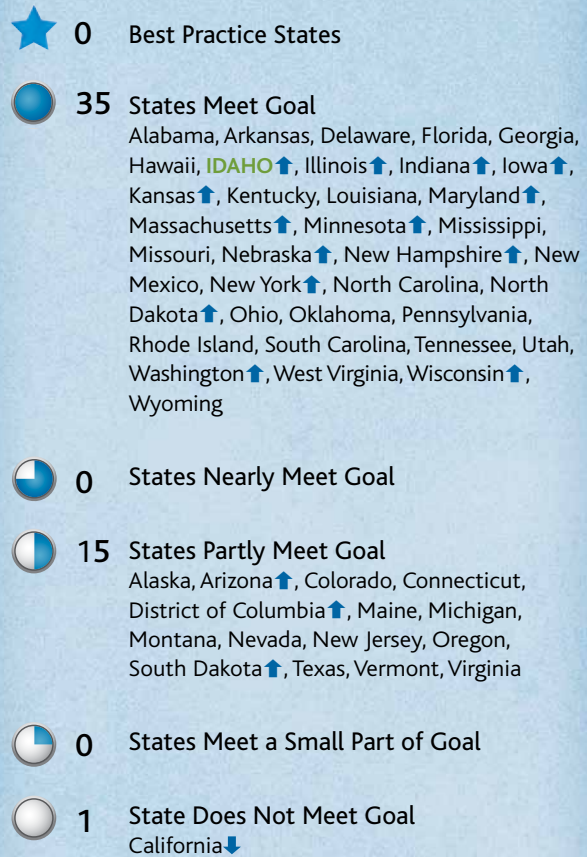 0 Best Practice States
35 States Meet Goal
Alabama, Arkansas, Delaware, Florida, Georgia,
Hawaii, IDAHO⬆, Illinois⬆, Indiana⬆, Iowa⬆,
Kansas⬆, Kentucky, Louisiana, Maryland⬆,
Massachusetts⬆, Minnesota⬆, Mississippi,
Missouri, Nebraska⬆, New Hampshire⬆, New
Mexico, New York⬆, North Carolina, North
Dakota⬆, Ohio, Oklahoma, Pennsylvania,
Rhode Island, South Carolina, Tennessee, Utah,
Washington⬆, West Virginia, Wisconsin⬆,
Wyoming
0 States Nearly Meet Goal
15 States Partly Meet Goal
Alaska, Arizona⬆, Colorado, Connecticut,
District of Columbia⬆, Maine, Michigan,
Montana, Nevada, New Jersey, Oregon,
South Dakota⬆, Texas, Vermont, Virginia
0 States Meet a Small Part of Goal
1 State Does Not Meet Goal
California⬇